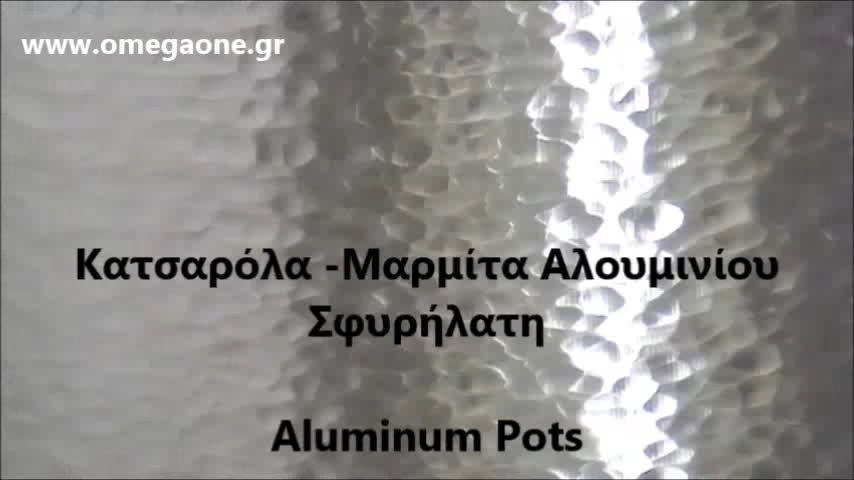 www.omegaone.gr
Κατσαρόλα -Μαρμίτα Αλουμινίου
Σφυρήλατη
Aluminum Pots